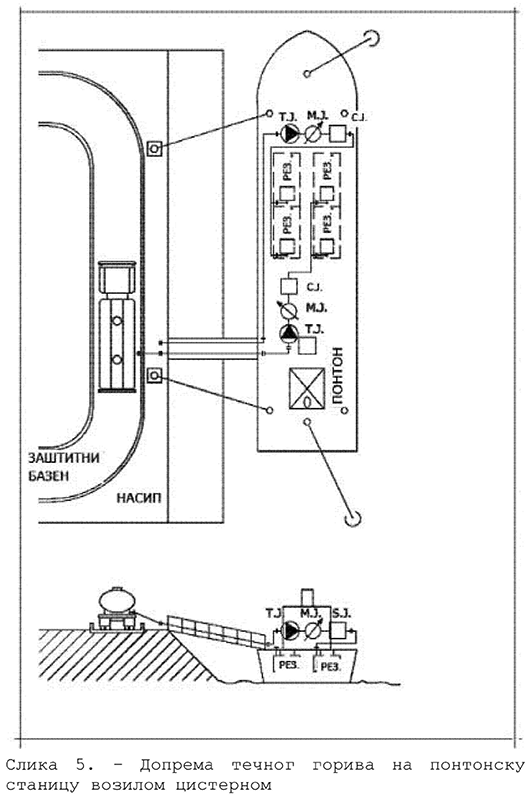 T.J.
M.J.
C.J.
РЕЗ.
РЕЗ.
РЕЗ.
РЕЗ.
C.J.
M.J.
T.J.
ПОНТОН
ЗАШТИТНИ
БАЗЕН
НАСИП
T.J.
M.J.
S.J.
РЕЗ.
РЕЗ.
Слика 5. – Допрема течног горива на понтонску
станицу возилом цистерном